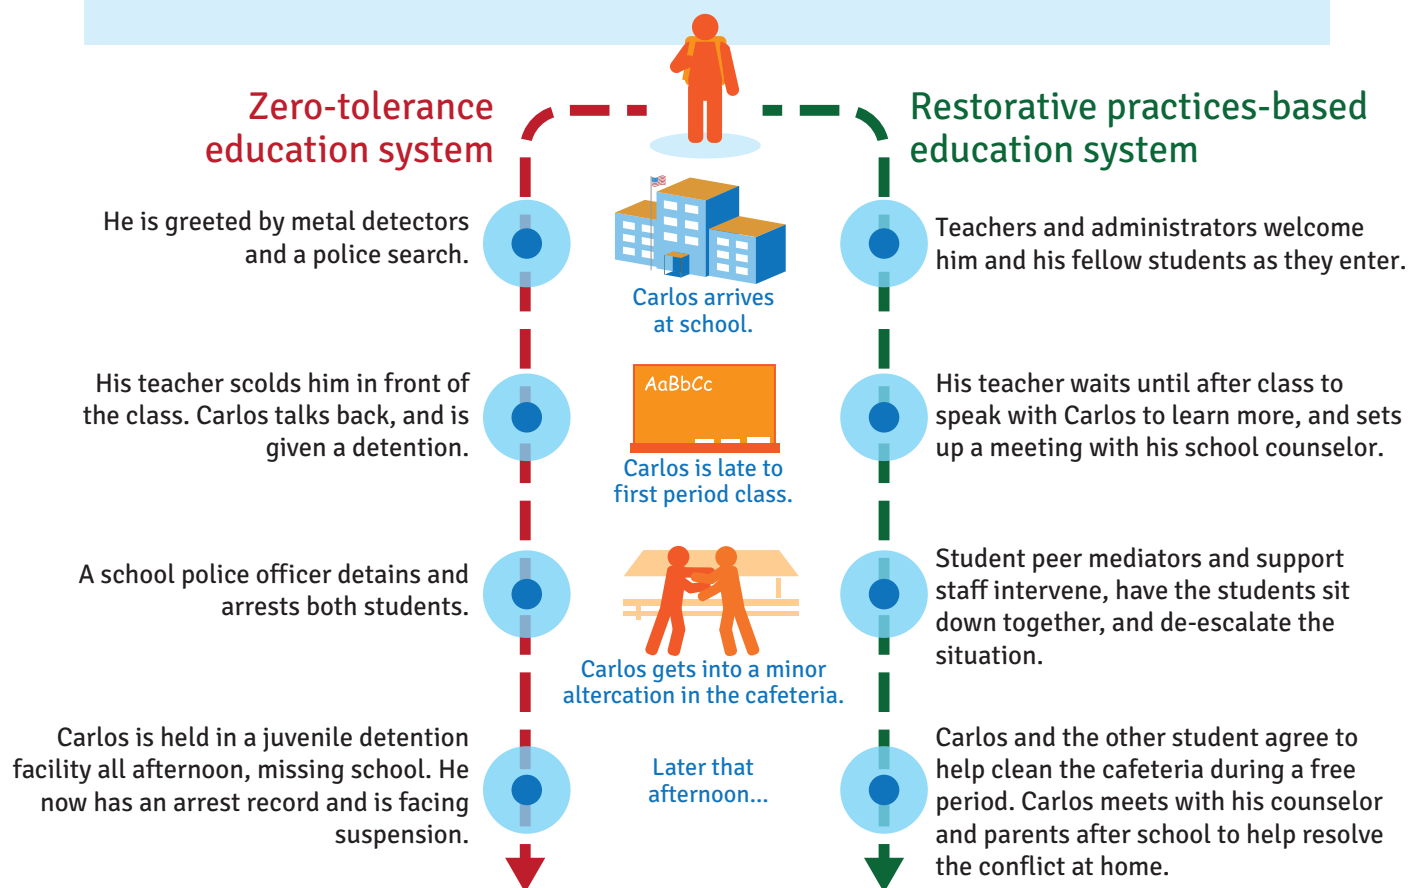 Zero-tolerance
education system
Restorative practices-based
education system
He is greeted by metal detectors
and a police search.
Carlos arrives
at school.
Teachers and administrators welcome
him and his fellow students as they enter.
His teacher scolds him in front of
the class. Carlos talks back, and is
given a detention.
AaBbCc
Carlos is late to
first period class.
His teacher waits until after class to
speak with Carlos to learn more, and sets
up a meeting with his school counselor.
A school police officer detains and
arrests both students.
Carlos gets into a minor
altercation in the cafeteria.
Student peer mediators and support
staff intervene, have the students sit
down together, and de-escalate the
situation.
Carlos is held in a juvenile detention
facility all afternoon, missing school. He
now has an arrest record and is facing
suspension.
Later that
afternoon...
Carlos and the other student agree to
help clean the cafeteria during a free
period. Carlos meets with his counselor
and parents after school to help resolve
the conflict at home.